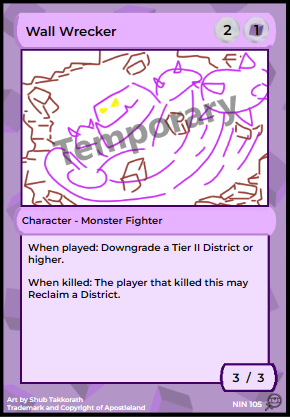 Wall Wrecker
2 1
Temporary
Character - Monster Fighter
When played: Downgrade a Tier II District or
higher.
When killed: The player that killed this may
Reclaim a District.
3 / 3
Art by Shub Takkorath
Trademark and Copyright of Apostleland
NIN 105